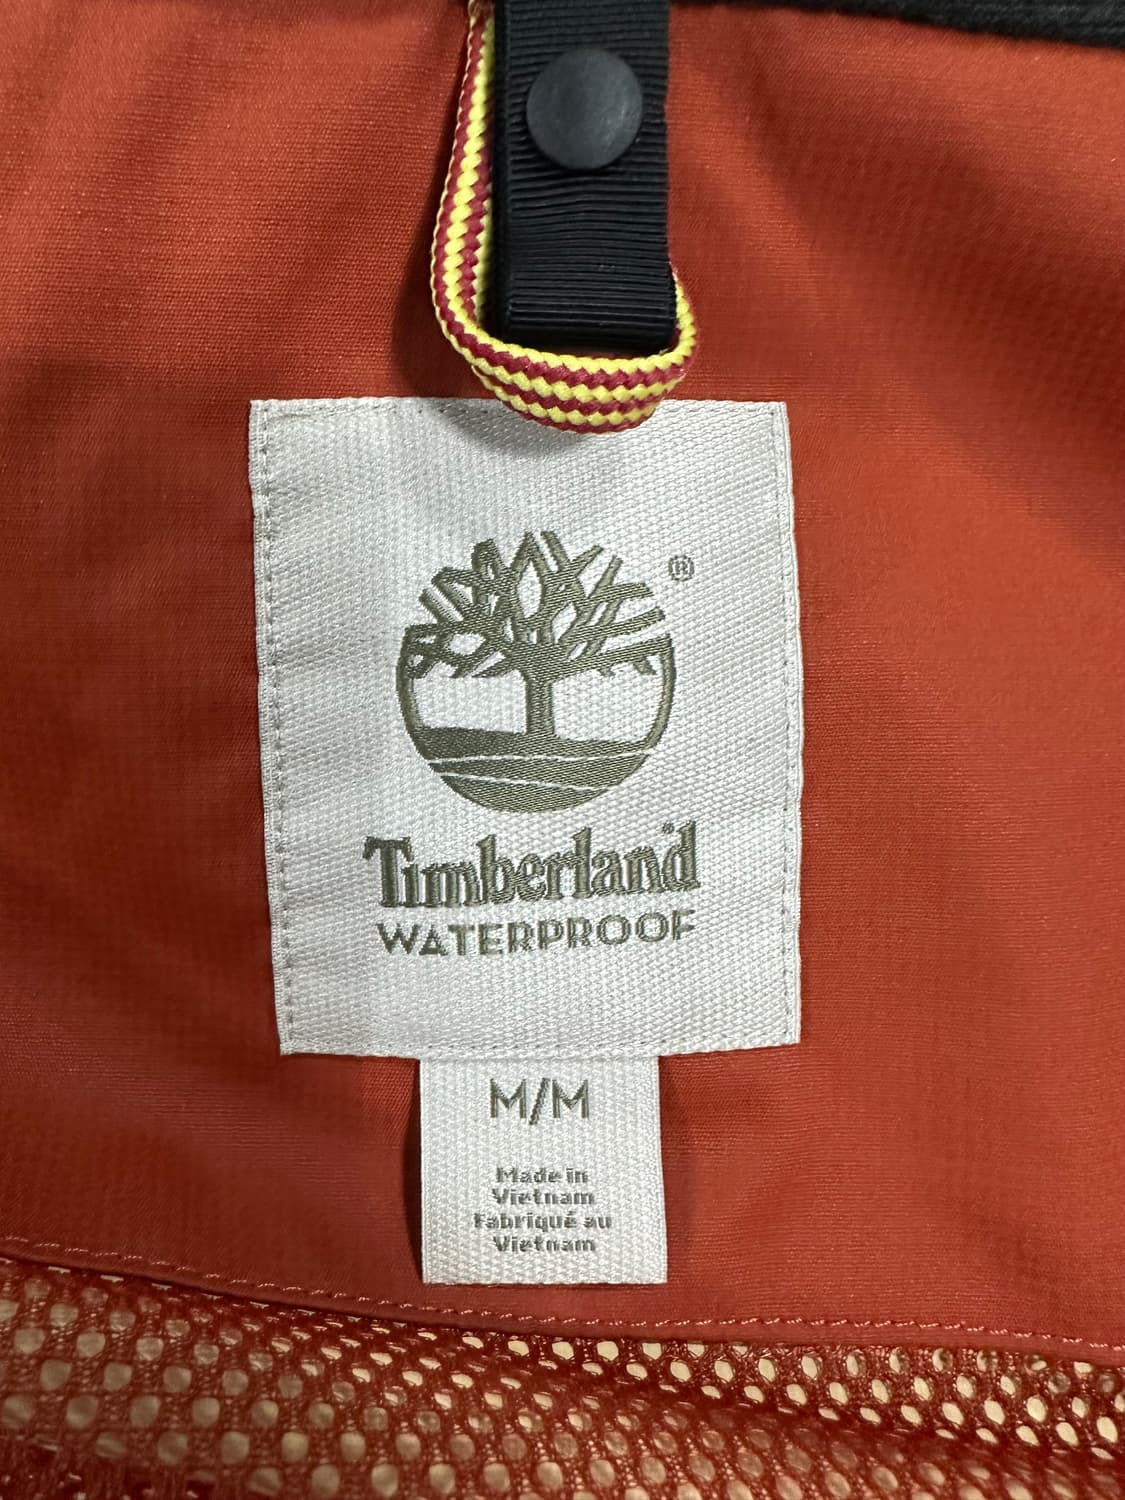 ®
Timberland
WATERPROOF
M/M
Made in
Vietnam
Fabriqué au
Vietnam